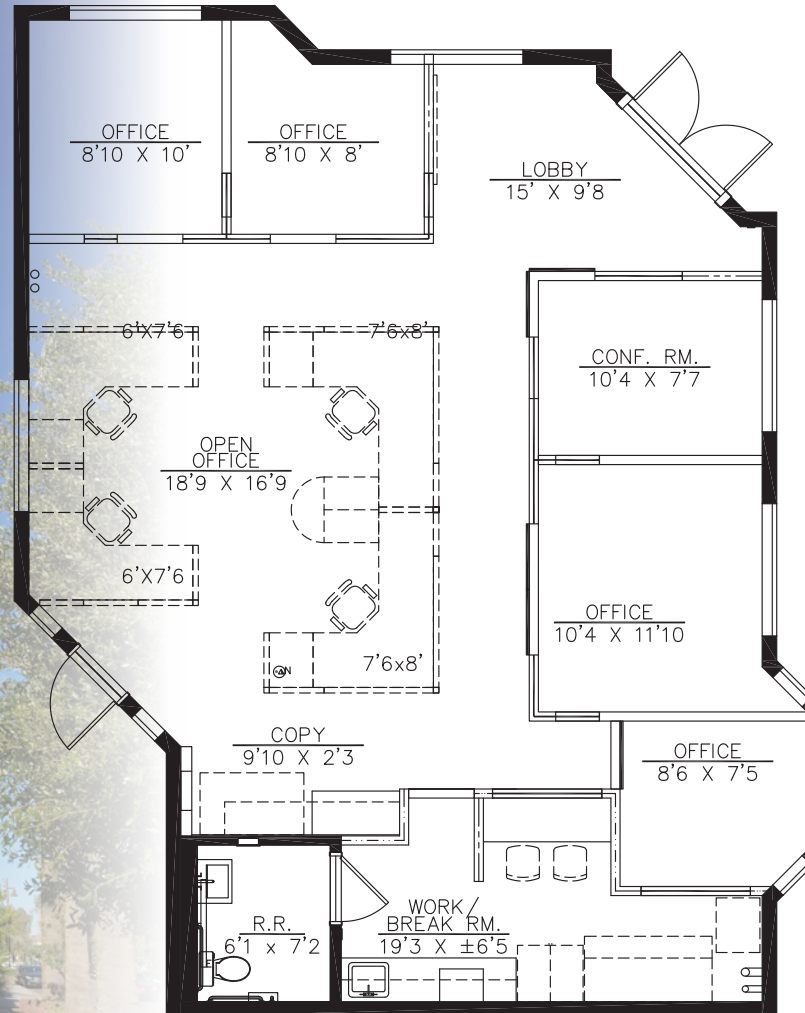 OFFICE
8'10 X 10'
OFFICE
8'10 X 8'
LOBBY
15' X 9'8
6'X7'6
7'6x8'
CONF. RM.
10'4 X 7'7
OPEN
OFFICE
18'9 X 16'9
6'X7'6
OFFICE
10'4 X 11'10
7'6x8'
COPY
9'10 X 2'3
OFFICE
8'6 X 7'5
R.R.
6'1 x 7'2
WORK/
BREAK RM.
19'3 X ±6'5